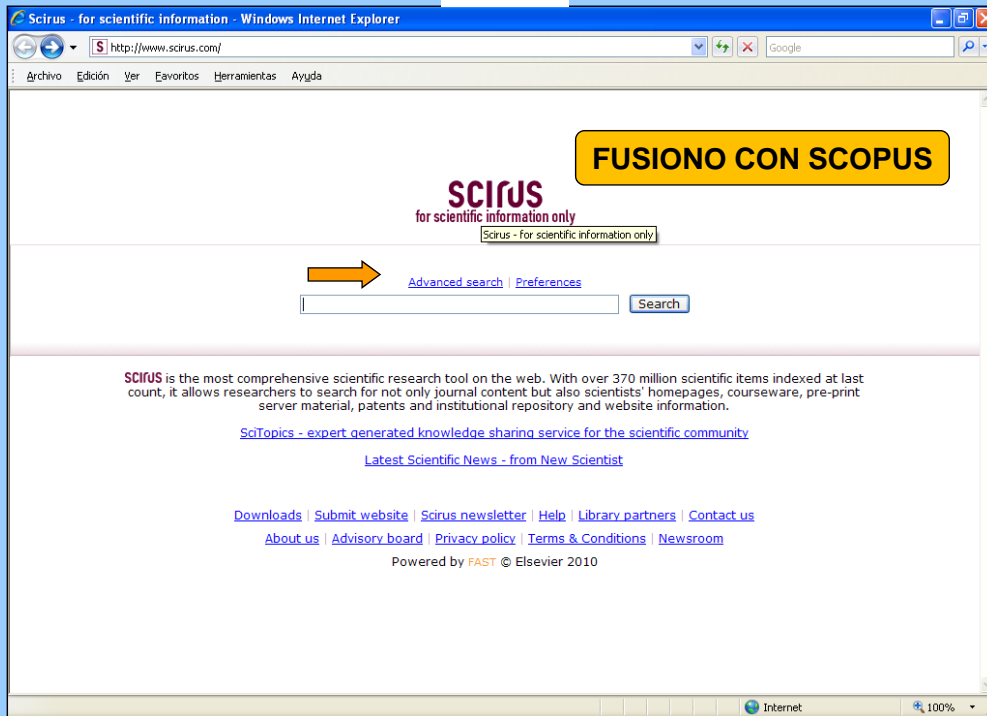 Scirus - for scientific information - Windows Internet Explorer
S http://www.scirus.com/
Google
Archivo Edición Ver Favoritos Herramientas Ayuda
FUSIONO CON SCOPUS
SCIRUS
for scientific information only
Scirus - for scientific information only
Advanced search | Preferences
Search
SCIRUS is the most comprehensive scientific research tool on the web. With over 370 million scientific items indexed at last
count, it allows researchers to search for not only journal content but also scientists' homepages, courseware, pre-print
server material, patents and institutional repository and website information.
SciTopics - expert generated knowledge sharing service for the scientific community
Latest Scientific News - from New Scientist
Downloads | Submit website | Scirus newsletter | Help | Library partners | Contact us
About us | Advisory board | Privacy policy | Terms & Conditions | Newsroom
Powered by FAST © Elsevier 2010
Internet
100%